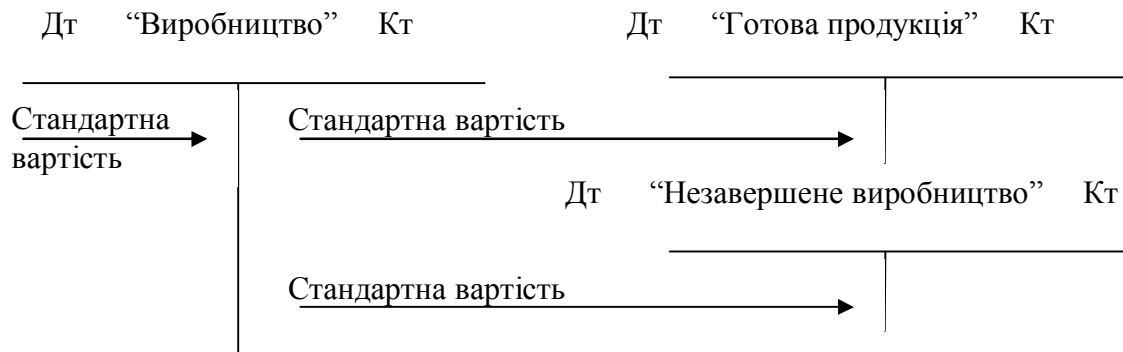 Дт “Виробництво” Кт Дт “Готова продукція” Кт
Стандартна вартість
Стандартна вартість
Дт “Незавершене виробництво” Кт
Стандартна вартість